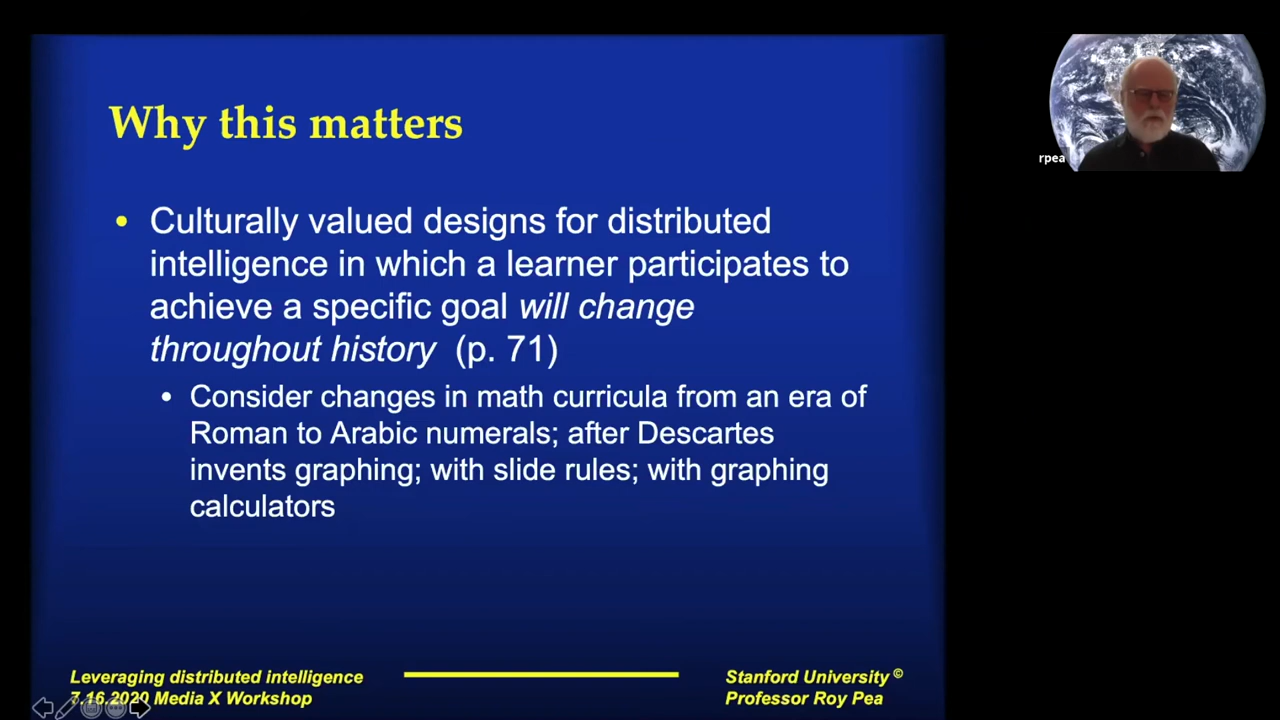 Why this matters
• Culturally valued designs for distributed
intelligence in which a learner participates to
achieve a specific goal will change
throughout history (p. 71)
• Consider changes in math curricula from an era of
Roman to Arabic numerals; after Descartes
invents graphing; with slide rules; with graphing
calculators
Leveraging distributed intelligence
7.16.2020 Media X Workshop
Stanford University ©
Professor Roy Pea
rpea